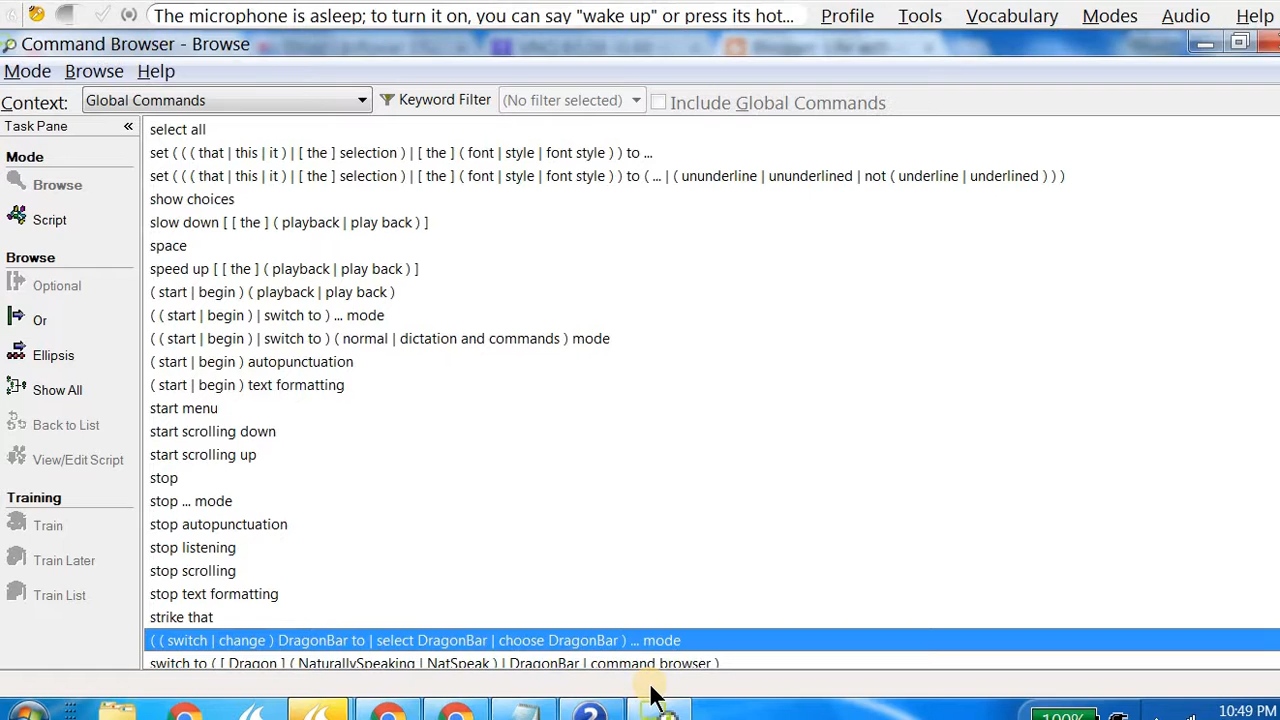 The microphone is asleep; to turn it on, you can say "wake up" or press its hot... Profile Tools Vocabulary Modes Audio Help
Command Browser - Browse
Mode Browse Help
Context: Global Commands Keyword Filter (No filter selected) Include Global Commands
Task Pane «
Mode
Browse
Script
Browse
Optional
Or
Ellipsis
Show All
Back to List
View/Edit Script
Training
Train
Train Later
Train List
select all
set ( ( ( that | this | it ) | [ the ] selection ) | [ the ] ( font | style | font style ) ) to ...
set ( ( ( that | this | it ) | [ the ] selection ) | [ the ] ( font | style | font style ) ) to ( ... | ( ununderline | ununderlined | not ( underline | underlined ) ) )
show choices
slow down [ [ the ] ( playback | play back ) ]
space
speed up [ [ the ] ( playback | play back ) ]
( start | begin ) ( playback | play back )
( ( start | begin ) | switch to ) ... mode
( ( start | begin ) | switch to ) ( normal | dictation and commands ) mode
( start | begin ) autopunctuation
( start | begin ) text formatting
start menu
start scrolling down
start scrolling up
stop
stop ... mode
stop autopunctuation
stop listening
stop scrolling
stop text formatting
strike that
( ( switch | change ) DragonBar to | select DragonBar | choose DragonBar ) ... mode
switch to ( [ Dragon ] ( NaturallySpeaking | NatSpeak ) | DragonBar | command browser )
100%
10:49 PM